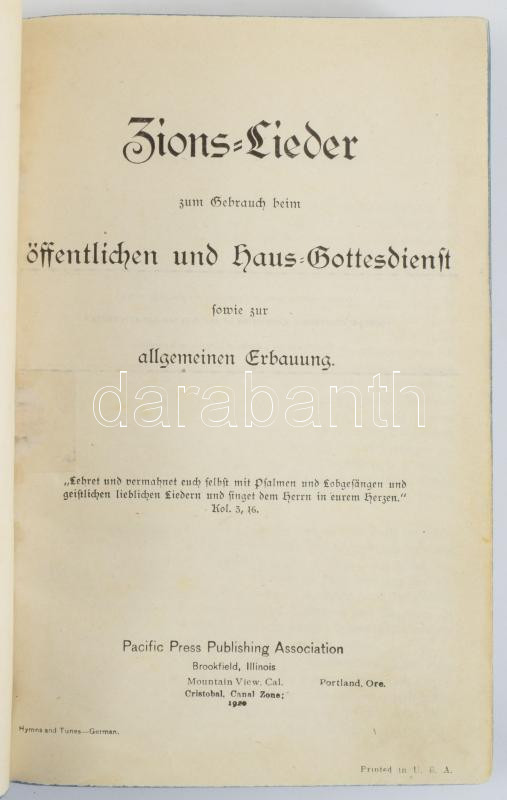 Zions=Lieder
zum Gebrauch beim
öffentlichen und Haus=Gottesdienst
sowie zur
allgemeinen Erbauung.
darabanth
„Lehret und vermahnet euch selbst mit Psalmen und Lobgesängen und
geistlichen lieblichen Liedern und singet dem Herrn in eurem Herzen."
Kol. 3, 16.
Pacific Press Publishing Association
Brookfield, Illinois
Mountain View, Cal. Portland, Ore.
Cristobal, Canal Zone;
1920
Hymns and Tunes—German.
Printed in U. S. A.